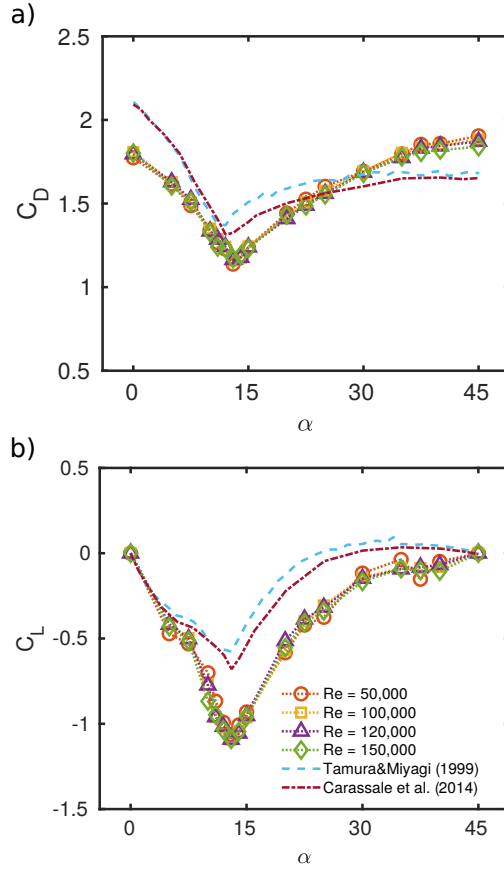 a)
2.5
2
1.5
1
0.5
C_D
0 15 30 45
α
b)
0.5
0
-0.5
-1
-1.5
C_L
Re = 50,000
Re = 100,000
Re = 120,000
Re = 150,000
Tamura&Miyagi (1999)
Carassale et al. (2014)
0 15 30 45
α